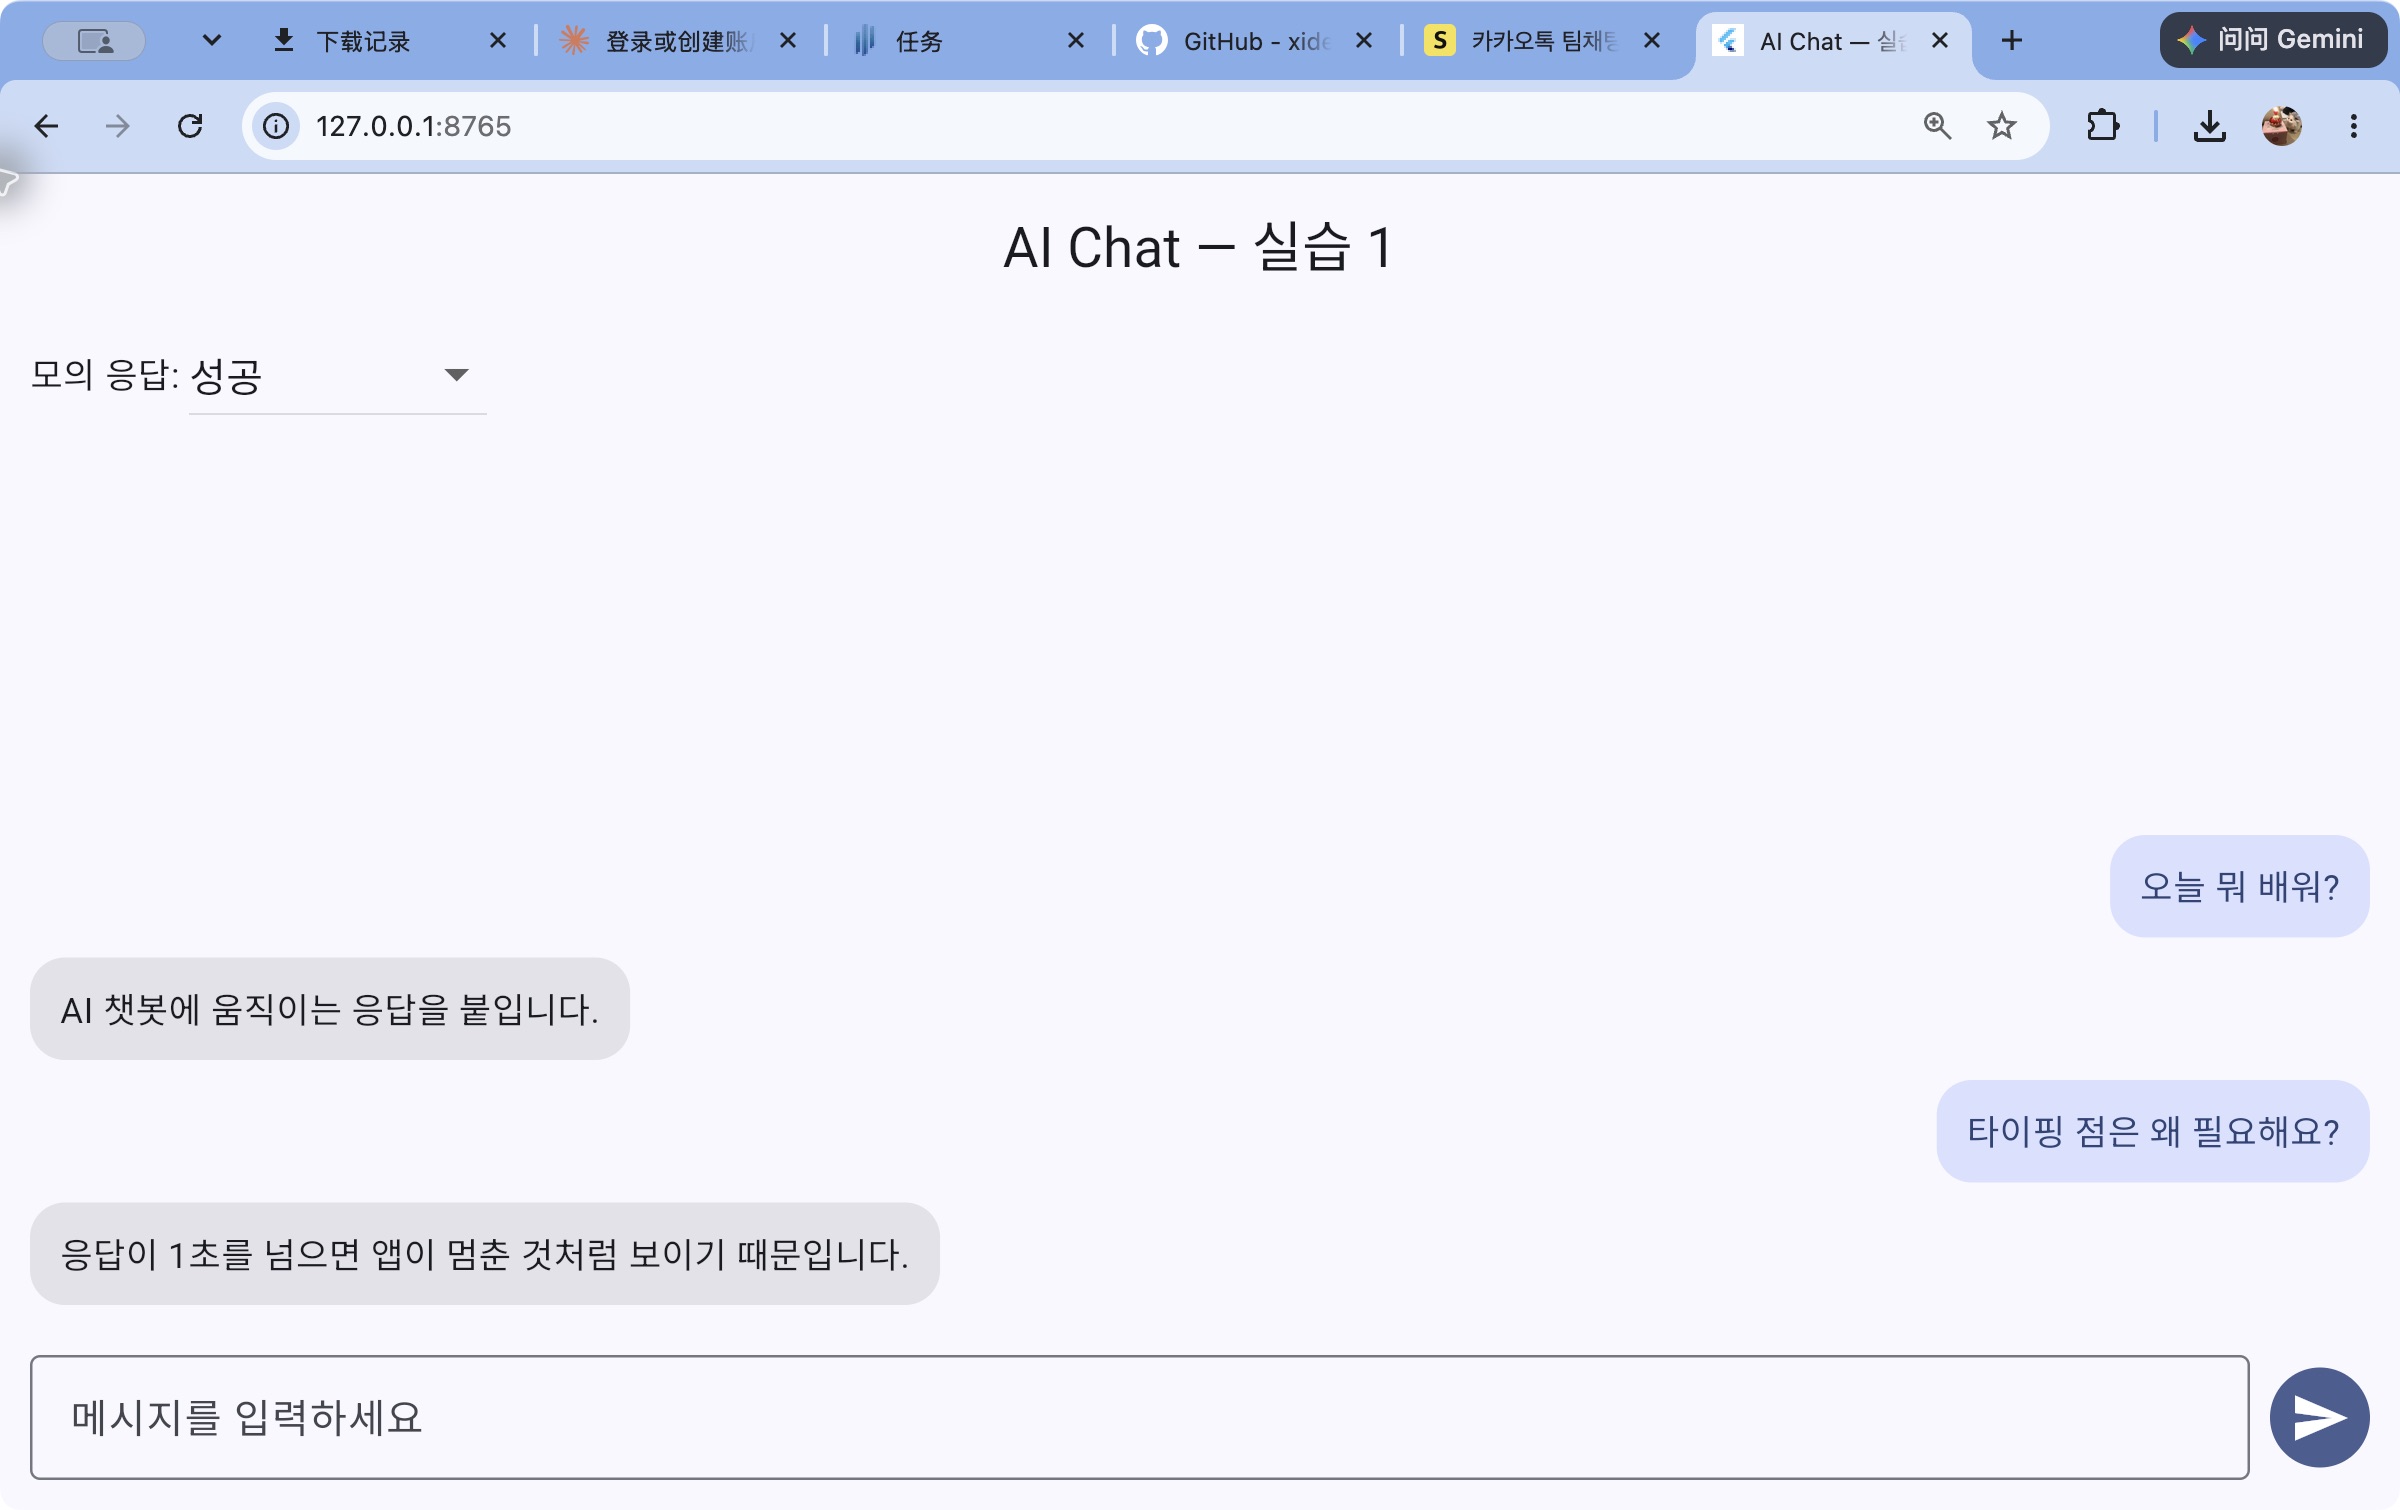 下载记录
登录或创建账
任务
GitHub - xide
S
카카오톡 팀채팅
AI Chat — 실습
问问 Gemini
127.0.0.1:8765
AI Chat — 실습 1
모의 응답: 성공
오늘 뭐 배워?
AI 챗봇에 움직이는 응답을 붙입니다.
타이핑 점은 왜 필요해요?
응답이 1초를 넘으면 앱이 멈춘 것처럼 보이기 때문입니다.
메시지를 입력하세요